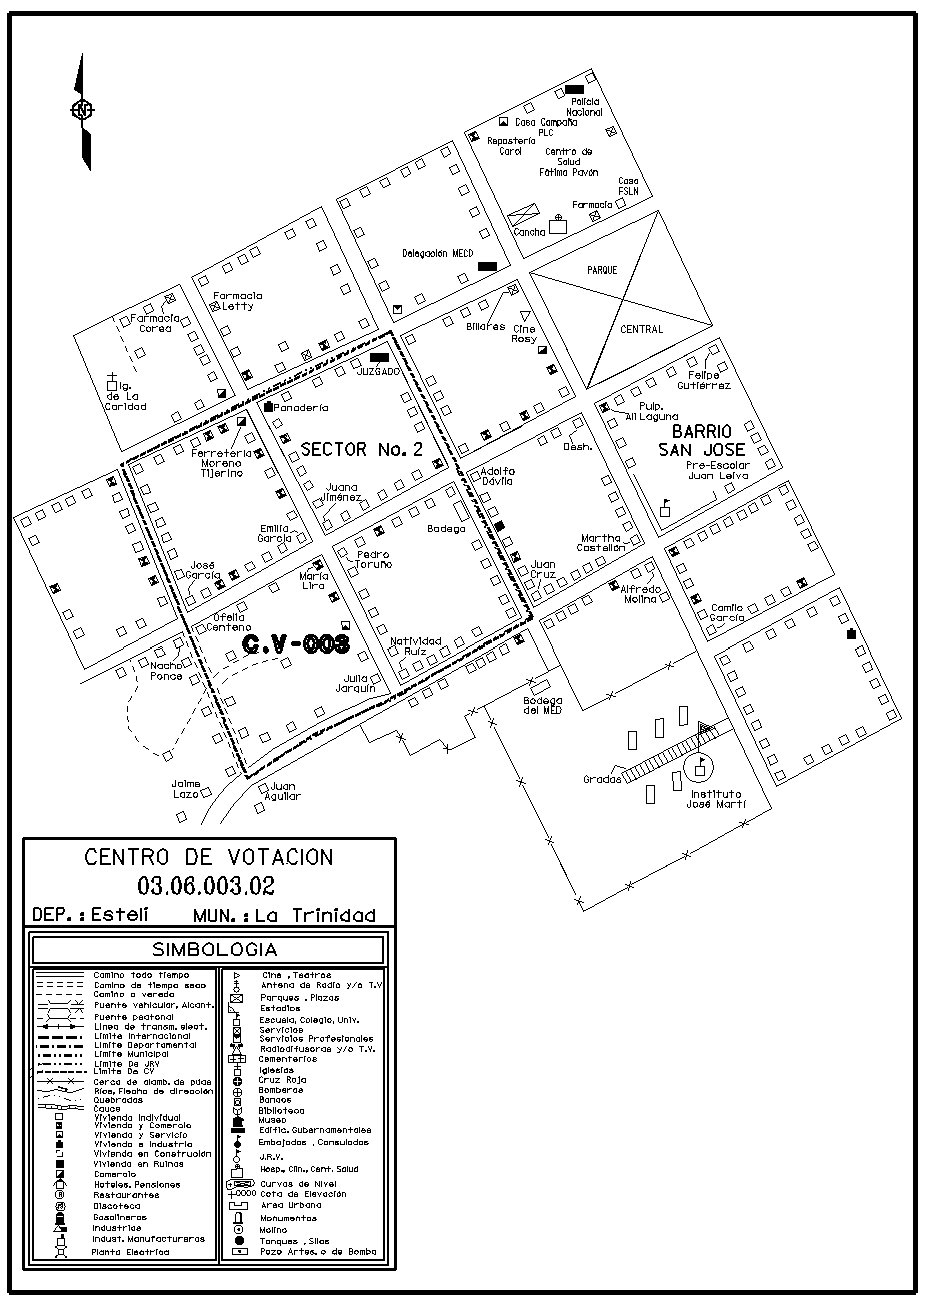 N
Policía
Nacional
Casa Campaña
PLC
Repostería
Carol
Centro de
Salud
Fátima Pavón
Casa
FSLN
Farmacia
Cancha
Delegación MECD
PARQUE
CENTRAL
Farmacia
Letty
Farmacia
Corea
Billares
Cine
Rosy
JUZGADO
Ig.
de La
Caridad
Panadería
Felipe
Gutiérrez
Pulp.
Ali Laguna
BARRIO
SAN JOSE
Pre-Escolar
Juan Leiva
SECTOR No. 2
Ferretería
Moreno
Tijerino
Desh.
Adolfo
Dávila
Juana
Jiménez
Emilia
García
Bodega
Martha
Castellón
Pedro
Toruño
José
García
María
Lira
Juan
Cruz
Alfredo
Molina
Camilo
García
Ofelia
Centeno
C.V-003
Natividad
Ruíz
Nacho
Ponce
Julia
Jarquín
Bodega
del MED
Gradas
Jaime
Lazo
Juan
Aguilar
Instituto
José Martí
CENTRO DE VOTACION
03.06.003.02
DEP.: Estelí MUN.: La Trinidad
SIMBOLOGIA
Camino todo tiempo
Camino de tiempo seco
Camino o vereda
Puente vehicular, Alcant.
Puente peatonal
Linea de transm. elect.
Límite Internacional
Límite Departamental
Límite Municipal
Límite De JRV
Límite De CV
Cerca de alamb. de púas
Ríos, Flecha de dirección
Quebradas
Cauce
Vivienda Individual
Vivienda y Comercio
Vivienda y Servicio
Vivienda e Industria
Vivienda en Construción
Vivienda en Ruinas
Comercio
Hoteles, Pensiones
Restaurantes
Discoteca
Gasolineras
Industrias
Indust. Manufactureras
Planta Electrica
Cine , Teatros
Antena de Radio y/o T.V
Parques , Plazas
Estadios
Escuela, Colegio, Univ.
Servicios
Servicios Profesionales
Radiodifusoras y/o T.V.
Cementerios
Iglesias
Cruz Roja
Bomberos
Bancos
Biblioteca
Museo
Edific. Gubernamentales
Embajadas , Consulados
J.R.V.
Hosp., Clin., Cent. Salud
Curvas de Nivel
0000 Cota de Elevación
Area Urbana
Monumentos
Molino
Tanques , Silos
Pozo Artes. o de Bomba